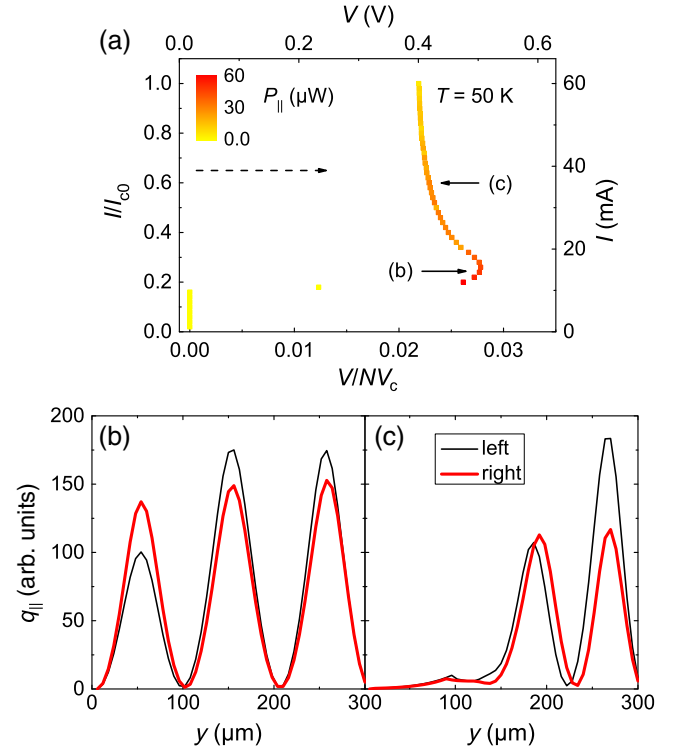 V (V)
0.0 0.2 0.4 0.6
(a)
60
30
0.0
P|| (µW)
T = 50 K
1.0
0.8
0.6
0.4
0.2
0.0
I/Ic0
(c)
(b)
60
40
20
0
I (mA)
0.00 0.01 0.02 0.03
V/NVc
(b)
200
150
100
50
0
q|| (arb. units)
0 100 200 300
y (µm)
(c)
left
right
100 200 300
y (µm)